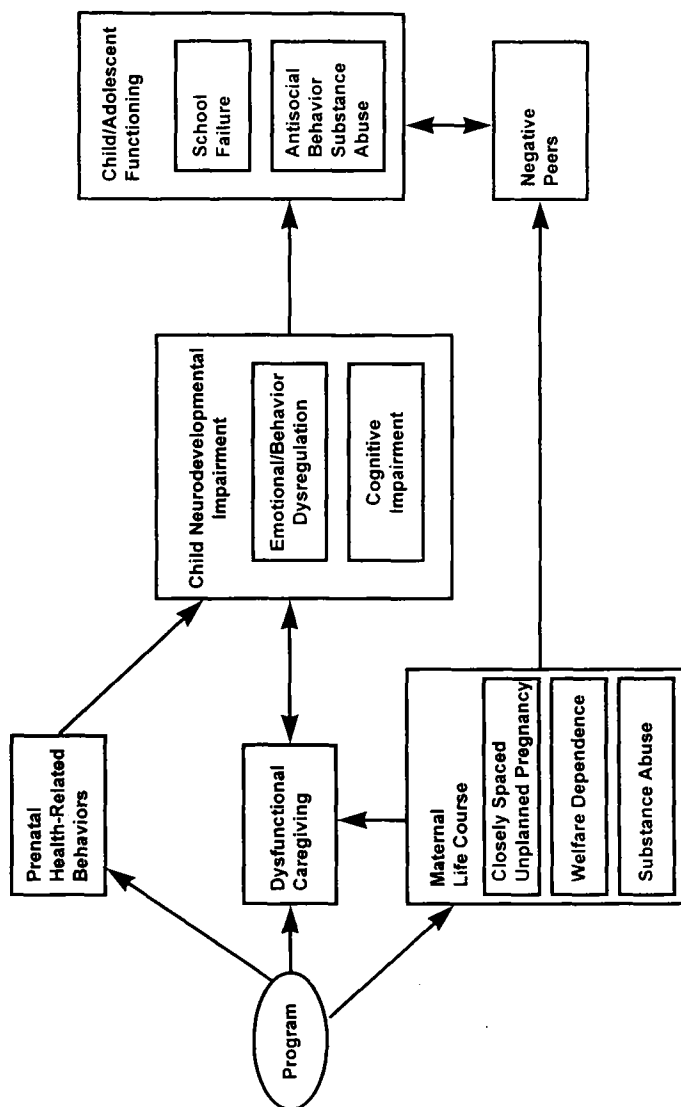 Program
Prenatal
Health-Related
Behaviors
Dysfunctional
Caregiving
Maternal
Life Course
Closely Spaced
Unplanned Pregnancy
Welfare Dependence
Substance Abuse
Child Neurodevelopmental
Impairment
Emotional/Behavior
Dysregulation
Cognitive
Impairment
Child/Adolescent
Functioning
School
Failure
Antisocial
Behavior
Substance
Abuse
Negative
Peers